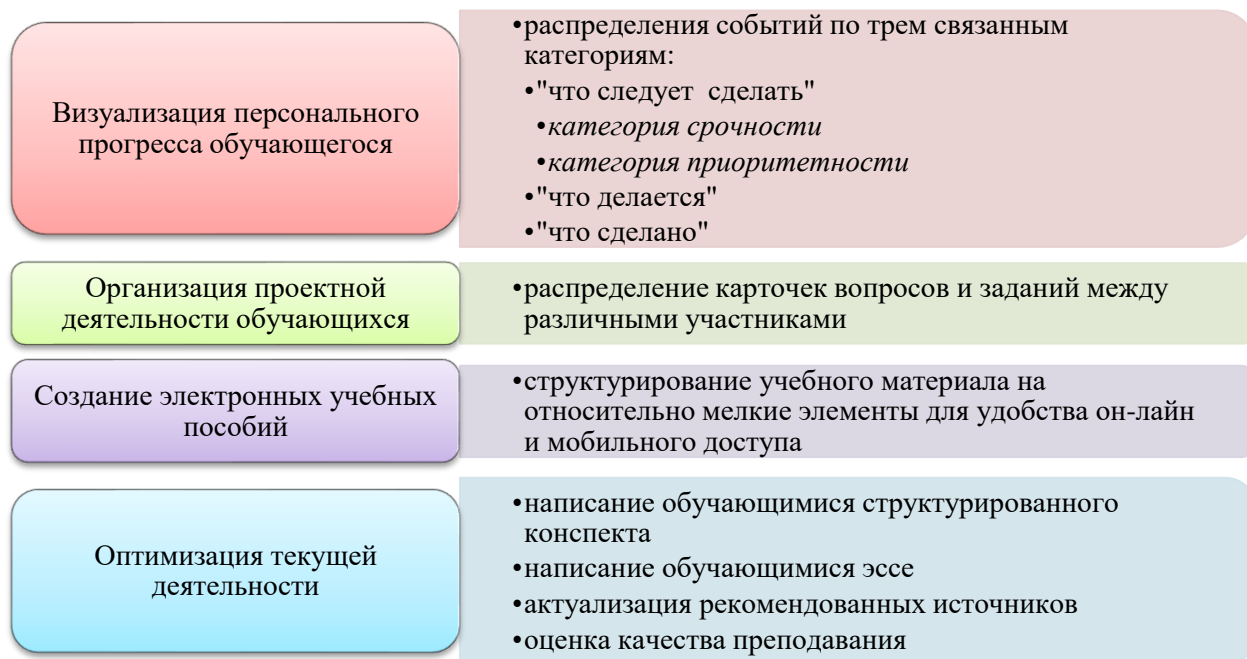 Визуализация персонального
прогресса обучающегося
•распределения событий по трем связанным
категориям:
•"что следует  сделать"
•категория срочности
•категория приоритетности
•"что делается"
•"что сделано"
Организация проектной
деятельности обучающихся
•распределение карточек вопросов и заданий между
различными участниками
Создание электронных учебных
пособий
•структурирование учебного материала на
относительно мелкие элементы для удобства он-лайн
и мобильного доступа
Оптимизация текущей
деятельности
•написание обучающимися структурированного
конспекта
•написание обучающимися эссе
•актуализация рекомендованных источников
•оценка качества преподавания